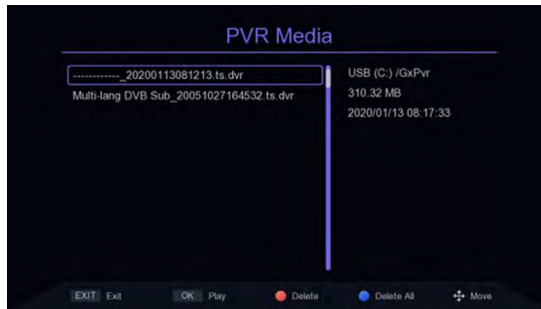 PVR Media
------------_20200113081213.ts.dvr
Multi-lang DVB Sub_20051027164532.ts.dvr
USB (C:) /GxPvr
310.32 MB
2020/01/13 08:17:33
EXIT Exit OK Play Delete Delete All Move